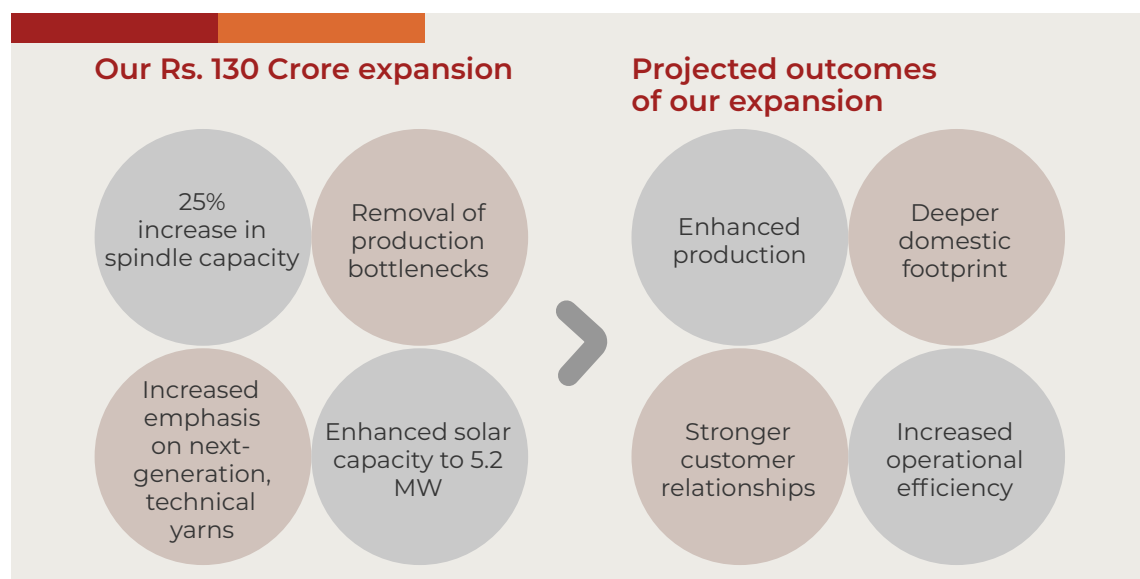 Our Rs. 130 Crore expansion
25%
increase in
spindle capacity
Removal of
production
bottlenecks
Increased
emphasis
on next-
generation,
technical
yarns
Enhanced solar
capacity to 5.2
MW
Projected outcomes
of our expansion
Enhanced
production
Deeper
domestic
footprint
Stronger
customer
relationships
Increased
operational
efficiency